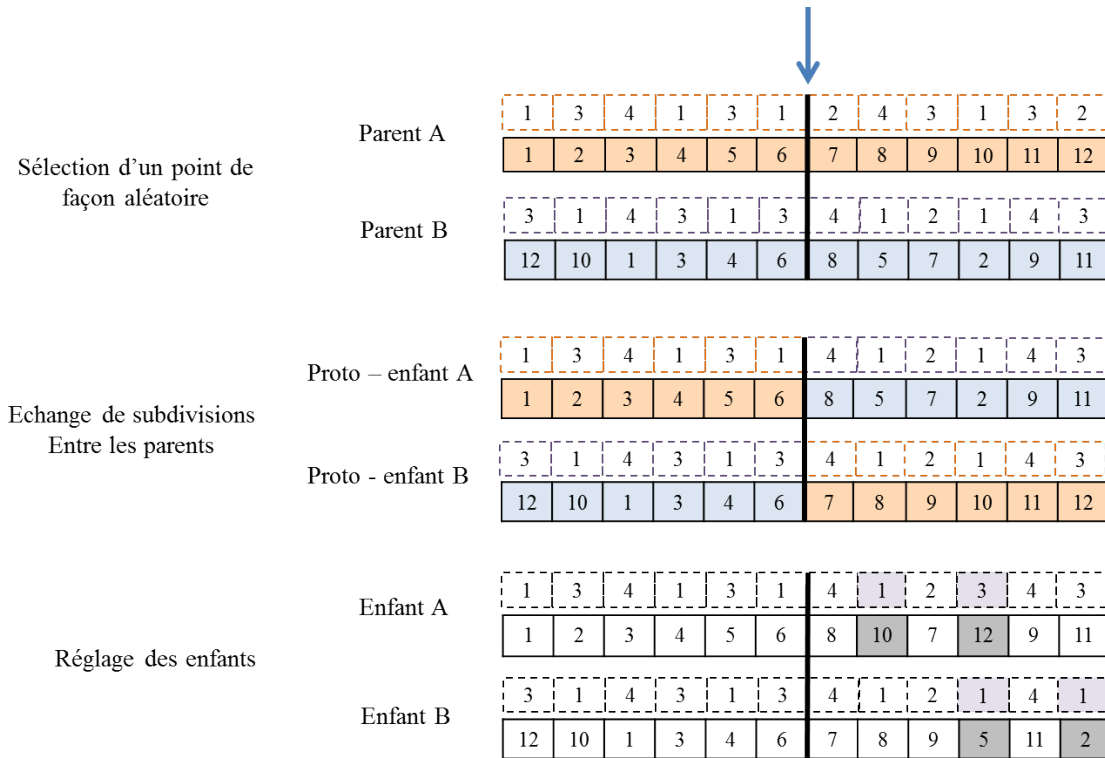 1 3 4 1 3 1 2 4 3 1 3 2
Parent A
1 2 3 4 5 6 7 8 9 10 11 12
Sélection d'un point de
façon aléatoire
3 1 4 3 1 3 4 1 2 1 4 3
Parent B
12 10 1 3 4 6 8 5 7 2 9 11
1 3 4 1 3 1 4 1 2 1 4 3
Proto – enfant A
1 2 3 4 5 6 8 5 7 2 9 11
Echange de subdivisions
Entre les parents
3 1 4 3 1 3 4 1 2 1 4 3
Proto - enfant B
12 10 1 3 4 6 7 8 9 10 11 12
1 3 4 1 3 1 4 1 2 3 4 3
Enfant A
1 2 3 4 5 6 8 10 7 12 9 11
Réglage des enfants
3 1 4 3 1 3 4 1 2 1 4 1
Enfant B
12 10 1 3 4 6 7 8 9 5 11 2